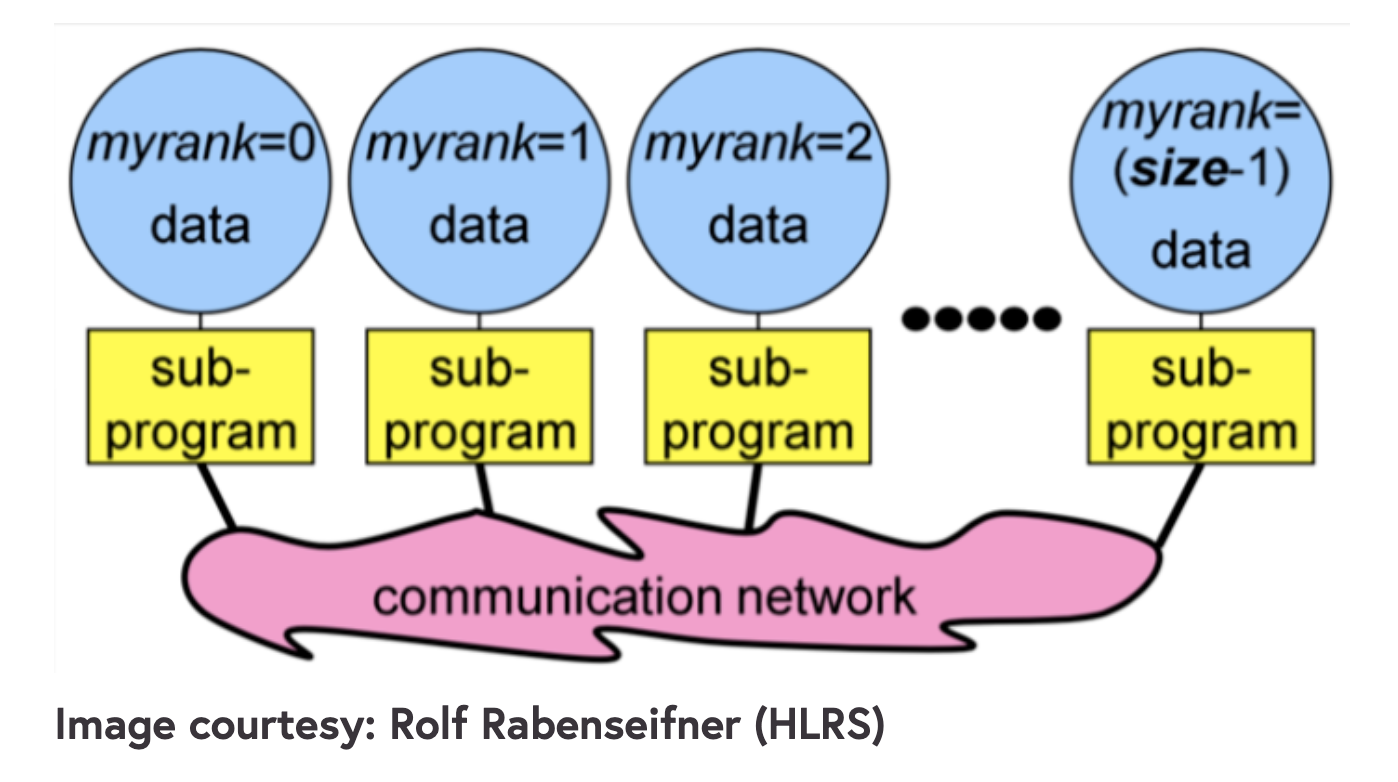 myrank=0
data
myrank=1
data
myrank=2
data
myrank=
(size-1)
data
sub-
program
sub-
program
sub-
program
sub-
program
communication network
Image courtesy: Rolf Rabenseifner (HLRS)